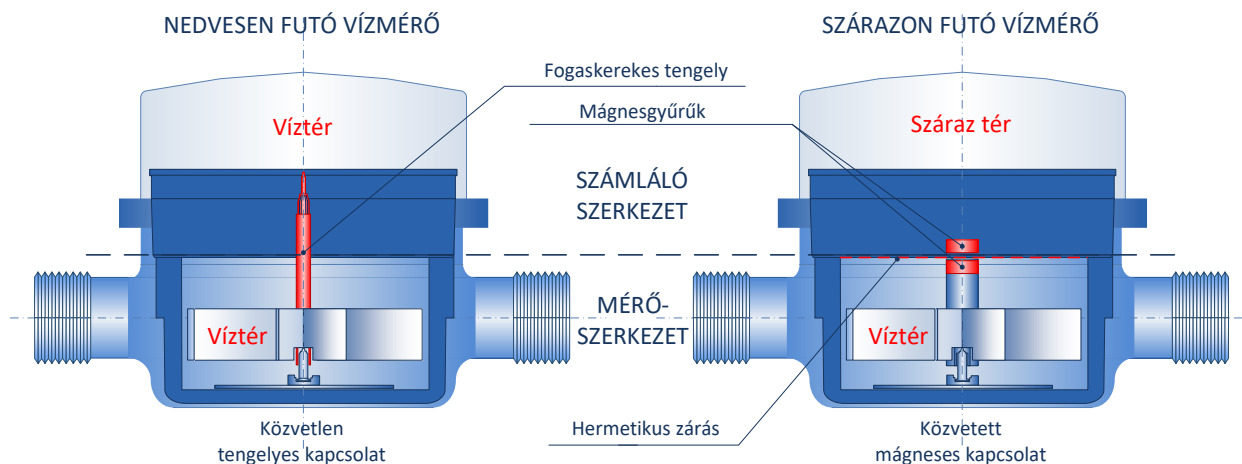 NEDVESEN FUTÓ VÍZMÉRŐ
SZÁRAZON FUTÓ VÍZMÉRŐ
Fogaskerekes tengely
Mágnesgyűrűk
Víztér
Száraz tér
SZÁMLÁLÓ
SZERKEZET
MÉRŐ-
SZERKEZET
Víztér
Víztér
Hermetikus zárás
Közvetlen
tengelyes kapcsolat
Közvetett
mágneses kapcsolat